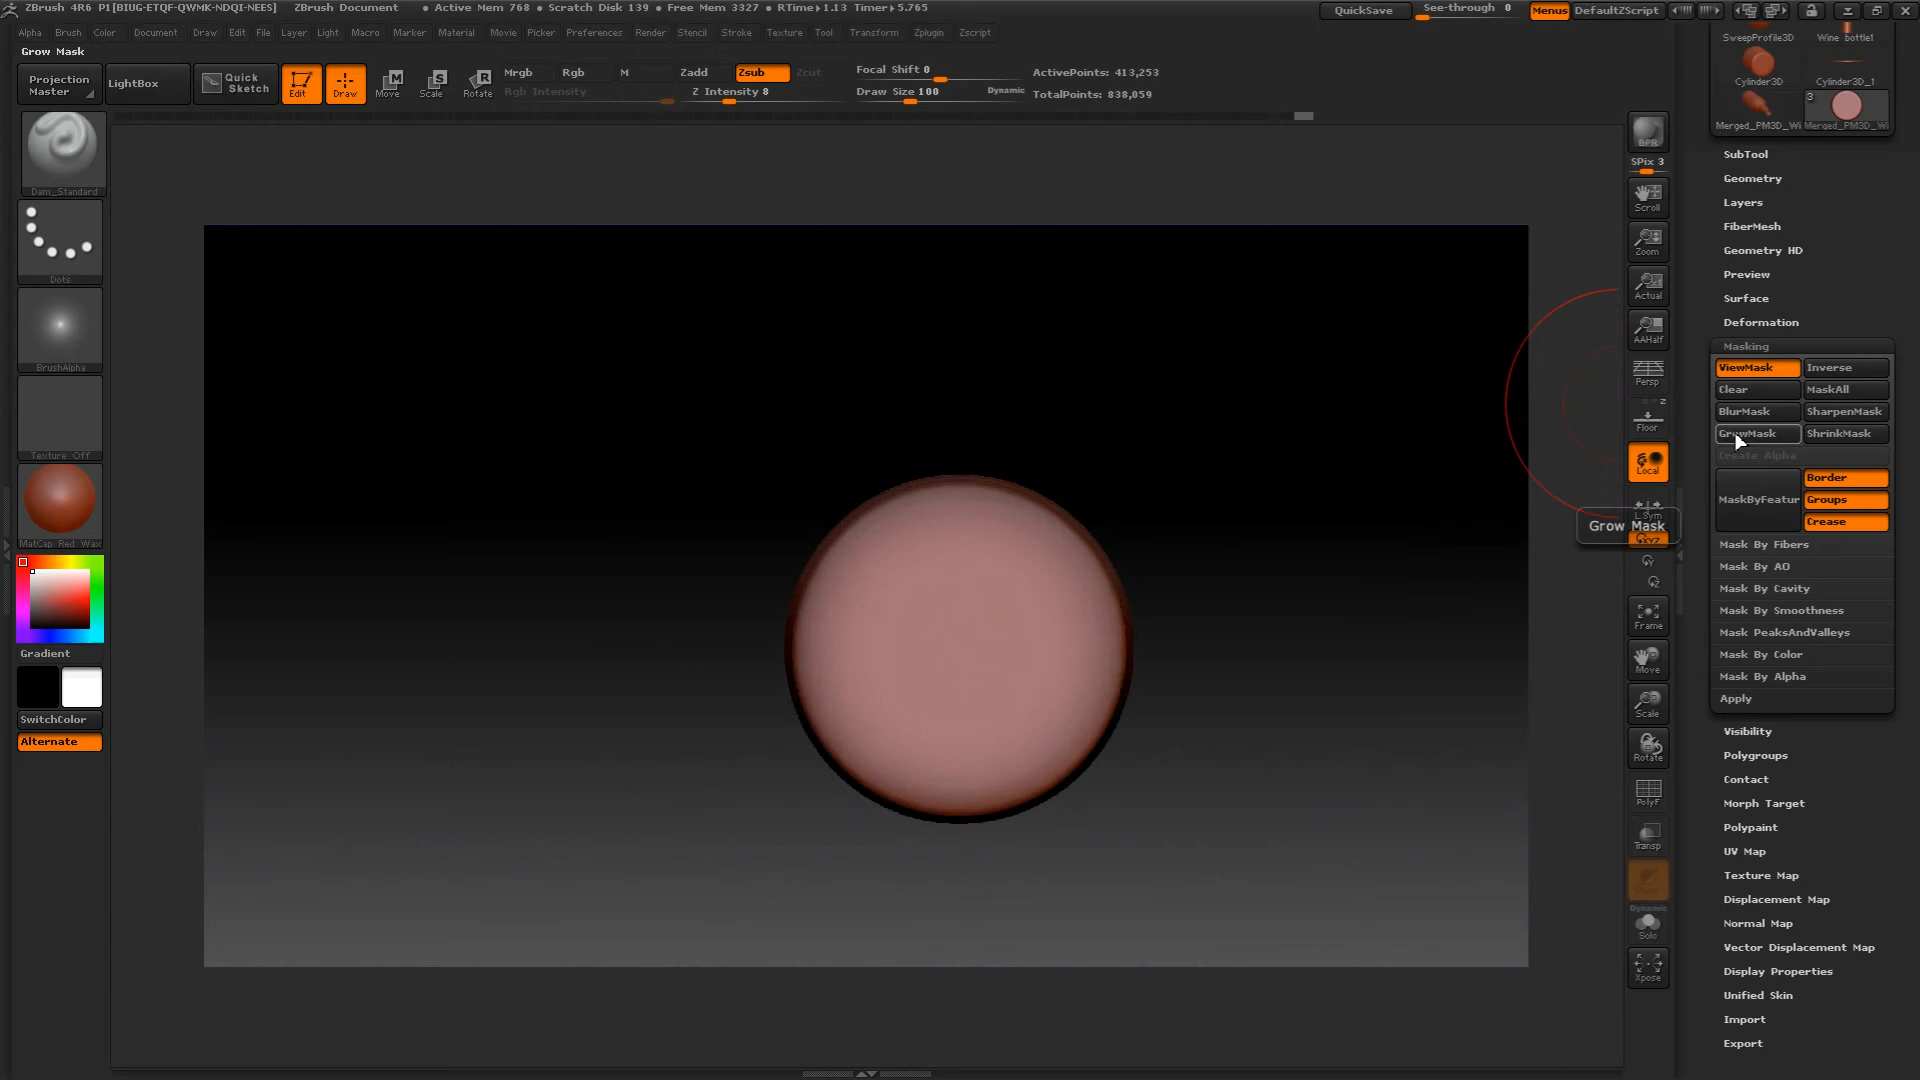 ZBrush 4R6 P1[BIUG-ETQF-QWMK-NDQI-NEES] ZBrush Document • Active Mem 768 • Scratch Disk 139 • Free Mem 3327 • RTime▸1.13 Timer▸5.765 QuickSave See-through 0 Menus DefaultZScript
Alpha Brush Color Document Draw Edit File Layer Light Macro Marker Material Movie Picker Preferences Render Stencil Stroke Texture Tool Transform Zplugin Zscript
Grow Mask
Projection Master
LightBox
Quick Sketch
Edit
Draw
Move
Scale
Rotate
Mrgb Rgb M
Rgb Intensity
Zadd Zsub Zcut
Z Intensity 8
Focal Shift 0
Draw Size 100
Dynamic
ActivePoints: 413,253
TotalPoints: 838,059
Dam_Standard
Dots
BrushAlpha
Texture Off
MatCap Red Wax
Gradient
SwitchColor
Alternate
BPR
SPix 3
Scroll
Zoom
Actual
AAHalf
Persp
Floor
Local
L.Sym
Grow Mask
Frame
Move
Scale
Rotate
PolyF
Transp
Dynamic
Solo
Xpose
SweepProfile3D Wine bottle1
Cylinder3D Cylinder3D_1
3
Merged_PM3D_Wi Merged_PM3D_Wi
SubTool
Geometry
Layers
FiberMesh
Geometry HD
Preview
Surface
Deformation
Masking
ViewMask Inverse
Clear MaskAll
BlurMask SharpenMask
GrowMask ShrinkMask
Create Alpha
MaskByFeatur
Border
Groups
Crease
Mask By Fibers
Mask By AO
Mask By Cavity
Mask By Smoothness
Mask PeaksAndValleys
Mask By Color
Mask By Alpha
Apply
Visibility
Polygroups
Contact
Morph Target
Polypaint
UV Map
Texture Map
Displacement Map
Normal Map
Vector Displacement Map
Display Properties
Unified Skin
Import
Export